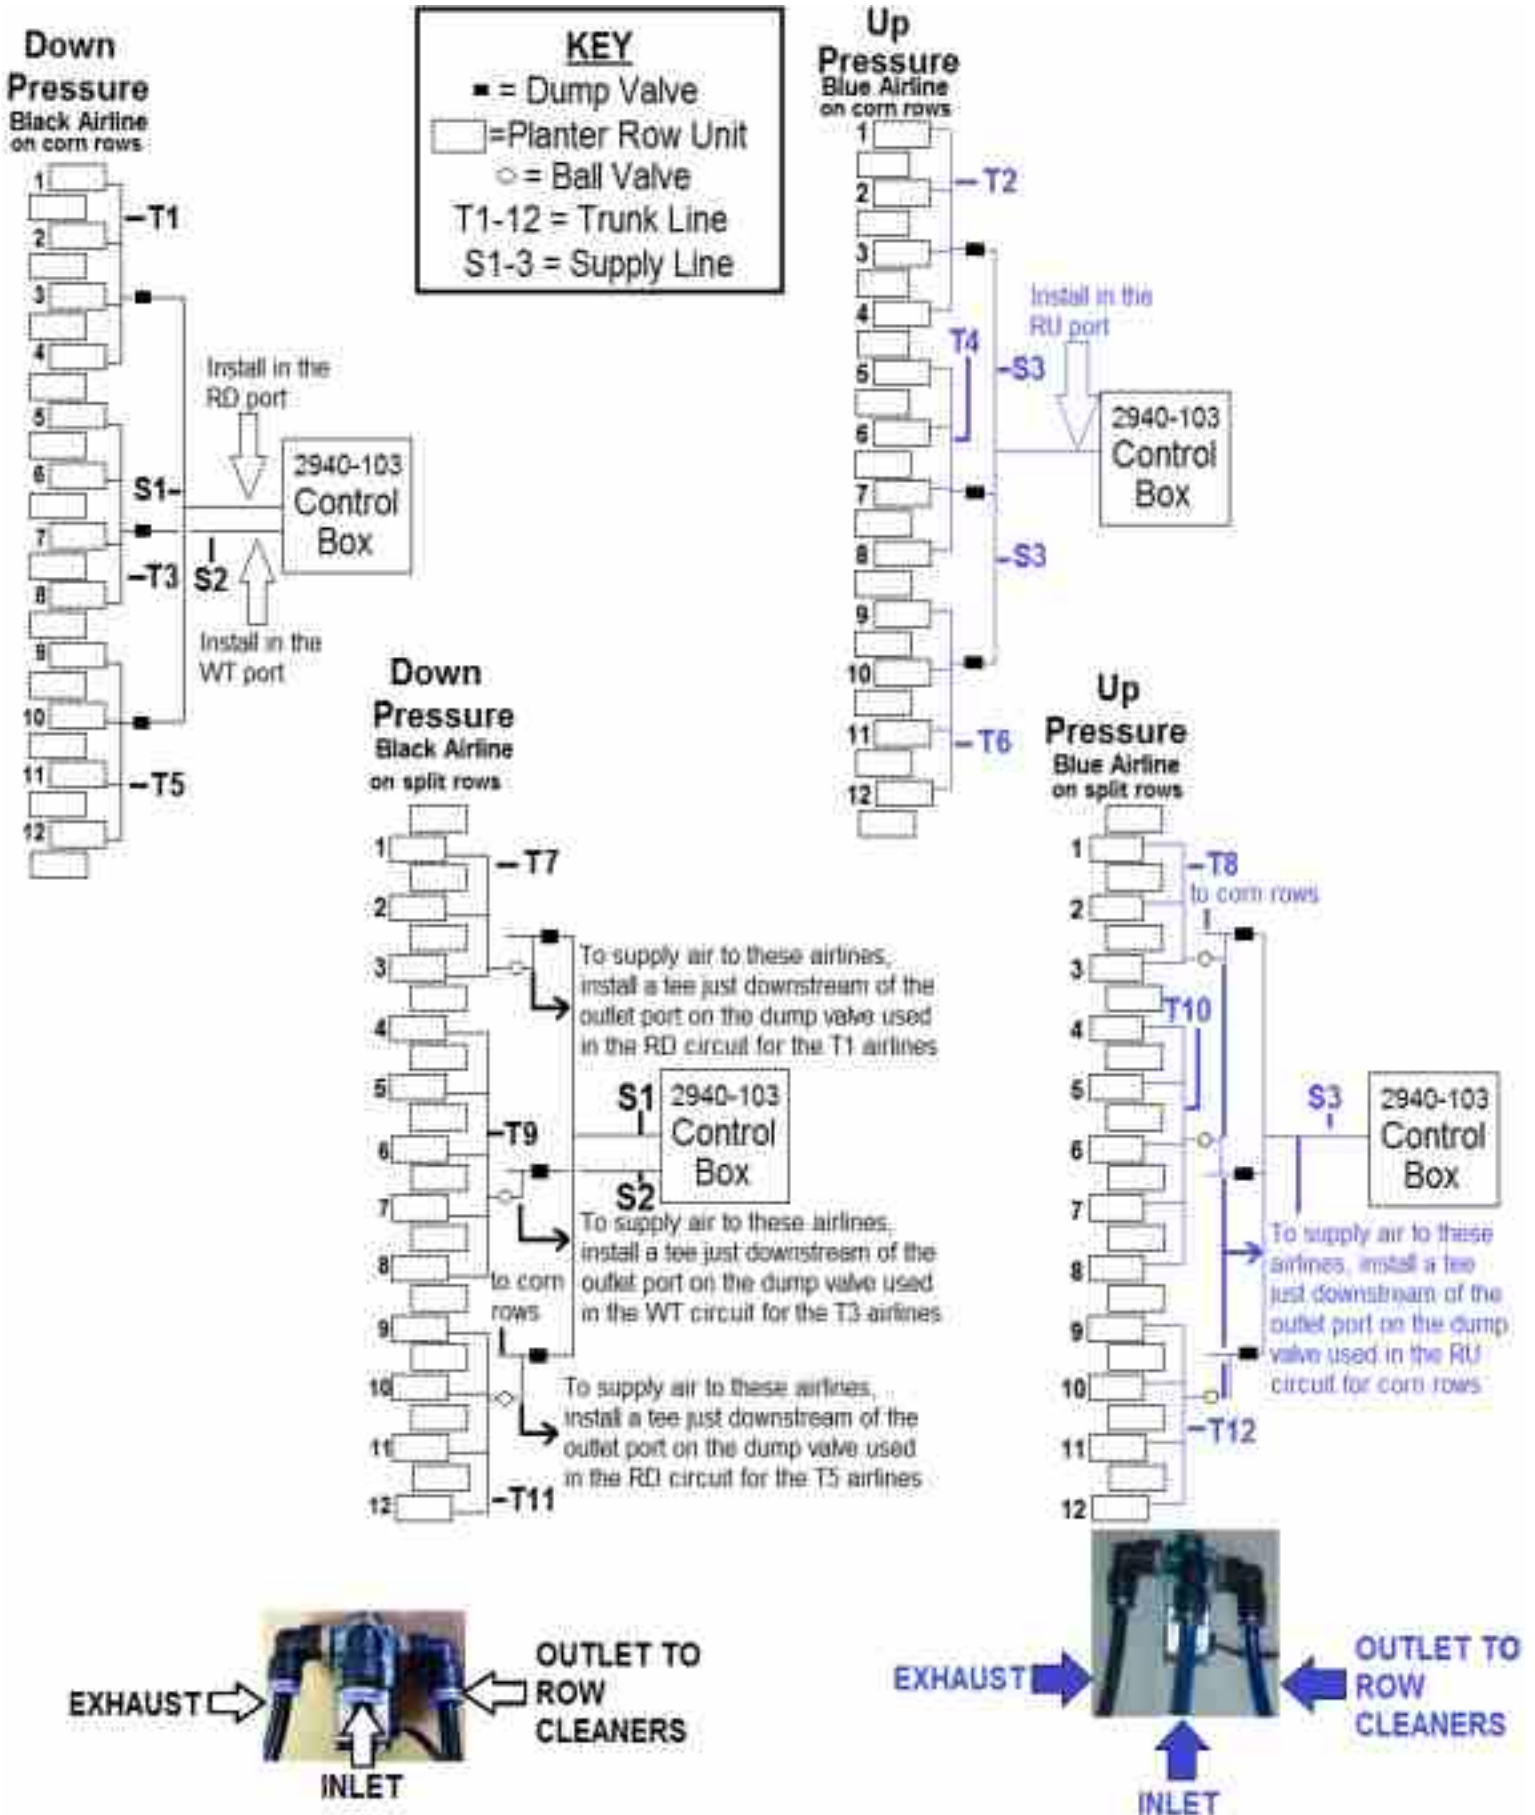 Down
Pressure
Black Airline
on corn rows
1
2
3
4
5
6
7
8
9
10
11
12
T1
T3
T5
S1
S2
Install in the
RD port
Install in the
WT port
2940-103
Control
Box
KEY
■ = Dump Valve
=Planter Row Unit
○ = Ball Valve
T1-12 = Trunk Line
S1-3 = Supply Line
Up
Pressure
Blue Airline
on corn rows
1
2
3
4
5
6
7
8
9
10
11
12
T2
T4
T6
S3
S3
Install in the
RU port
2940-103
Control
Box
Down
Pressure
Black Airline
on split rows
1
2
3
4
5
6
7
8
9
10
11
12
T7
T9
T11
To supply air to these airlines,
install a tee just downstream of the
outlet port on the dump valve used
in the RD circuit for the T1 airlines
S1
S2
2940-103
Control
Box
To supply air to these airlines,
install a tee just downstream of the
outlet port on the dump valve used
in the WT circuit for the T3 airlines
to corn
rows
To supply air to these airlines,
install a tee just downstream of the
outlet port on the dump valve used
in the RD circuit for the T5 airlines
Up
Pressure
Blue Airline
on split rows
1
2
3
4
5
6
7
8
9
10
11
12
T8
to corn rows
T10
T12
S3
2940-103
Control
Box
To supply air to these
airlines, install a tee
just downstream of the
outlet port on the dump
valve used in the RU
circuit for corn rows
EXHAUST
INLET
OUTLET TO
ROW
CLEANERS
EXHAUST
INLET
OUTLET TO
ROW
CLEANERS